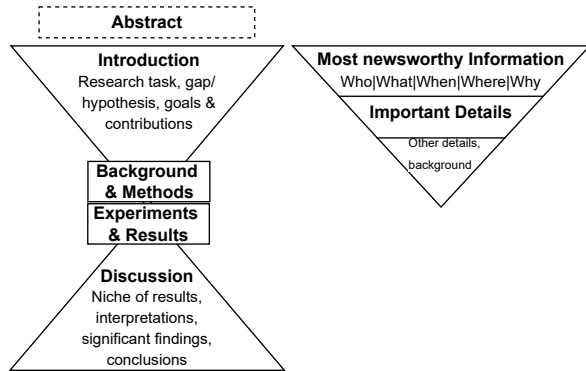 Abstract
Introduction
Research task, gap/
hypothesis, goals &
contributions
Background
& Methods
Experiments
& Results
Discussion
Niche of results,
interpretations,
significant findings,
conclusions
Most newsworthy Information
Who|What|When|Where|Why
Important Details
Other details,
background